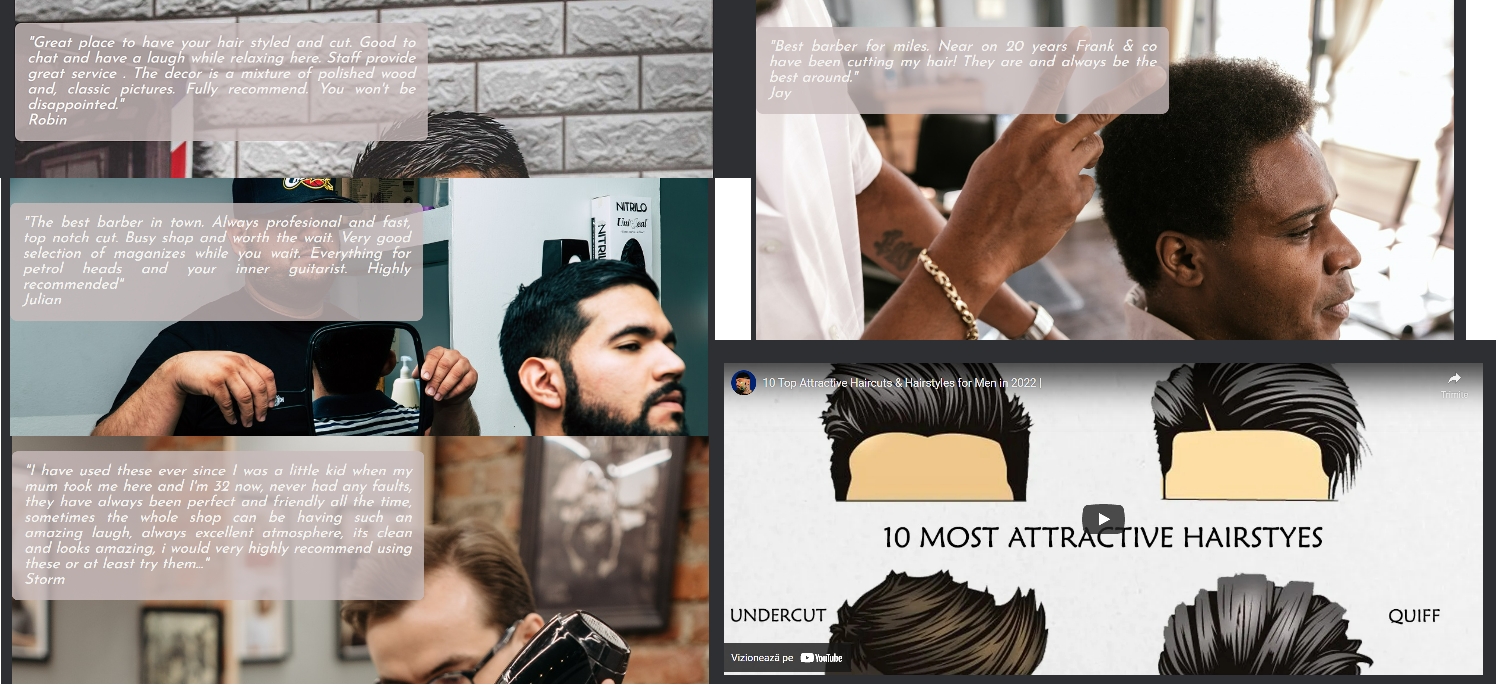 "Great place to have your hair styled and cut. Good to
chat and have a laugh while relaxing here. Staff provide
great service . The decor is a mixture of polished wood
and, classic pictures. Fully recommend. You won't be
disappointed."
Robin
"Best barber for miles. Near on 20 years Frank & co
have been cutting my hair! They are and always be the
best around."
Jay
"The best barber in town. Always profesional and fast,
top notch cut. Busy shop and worth the wait. Very good
selection of maganizes while you wait. Everything for
petrol heads and your inner guitarist. Highly
recommended"
Julian
NITRILO
Uni Seal
NITRIL
"I have used these ever since I was a little kid when my
mum took me here and I'm 32 now, never had any faults,
they have always been perfect and friendly all the time,
sometimes the whole shop can be having such an
amazing laugh, always excellent atmosphere, its clean
and looks amazing, i would very highly recommend using
these or at least try them..."
Storm
10 Top Attractive Haircuts & Hairstyles for Men in 2022 |
Trimite
10 MOST ATTRACTIVE HAIRSTYES
UNDERCUT
QUIFF
Vizionează pe YouTube